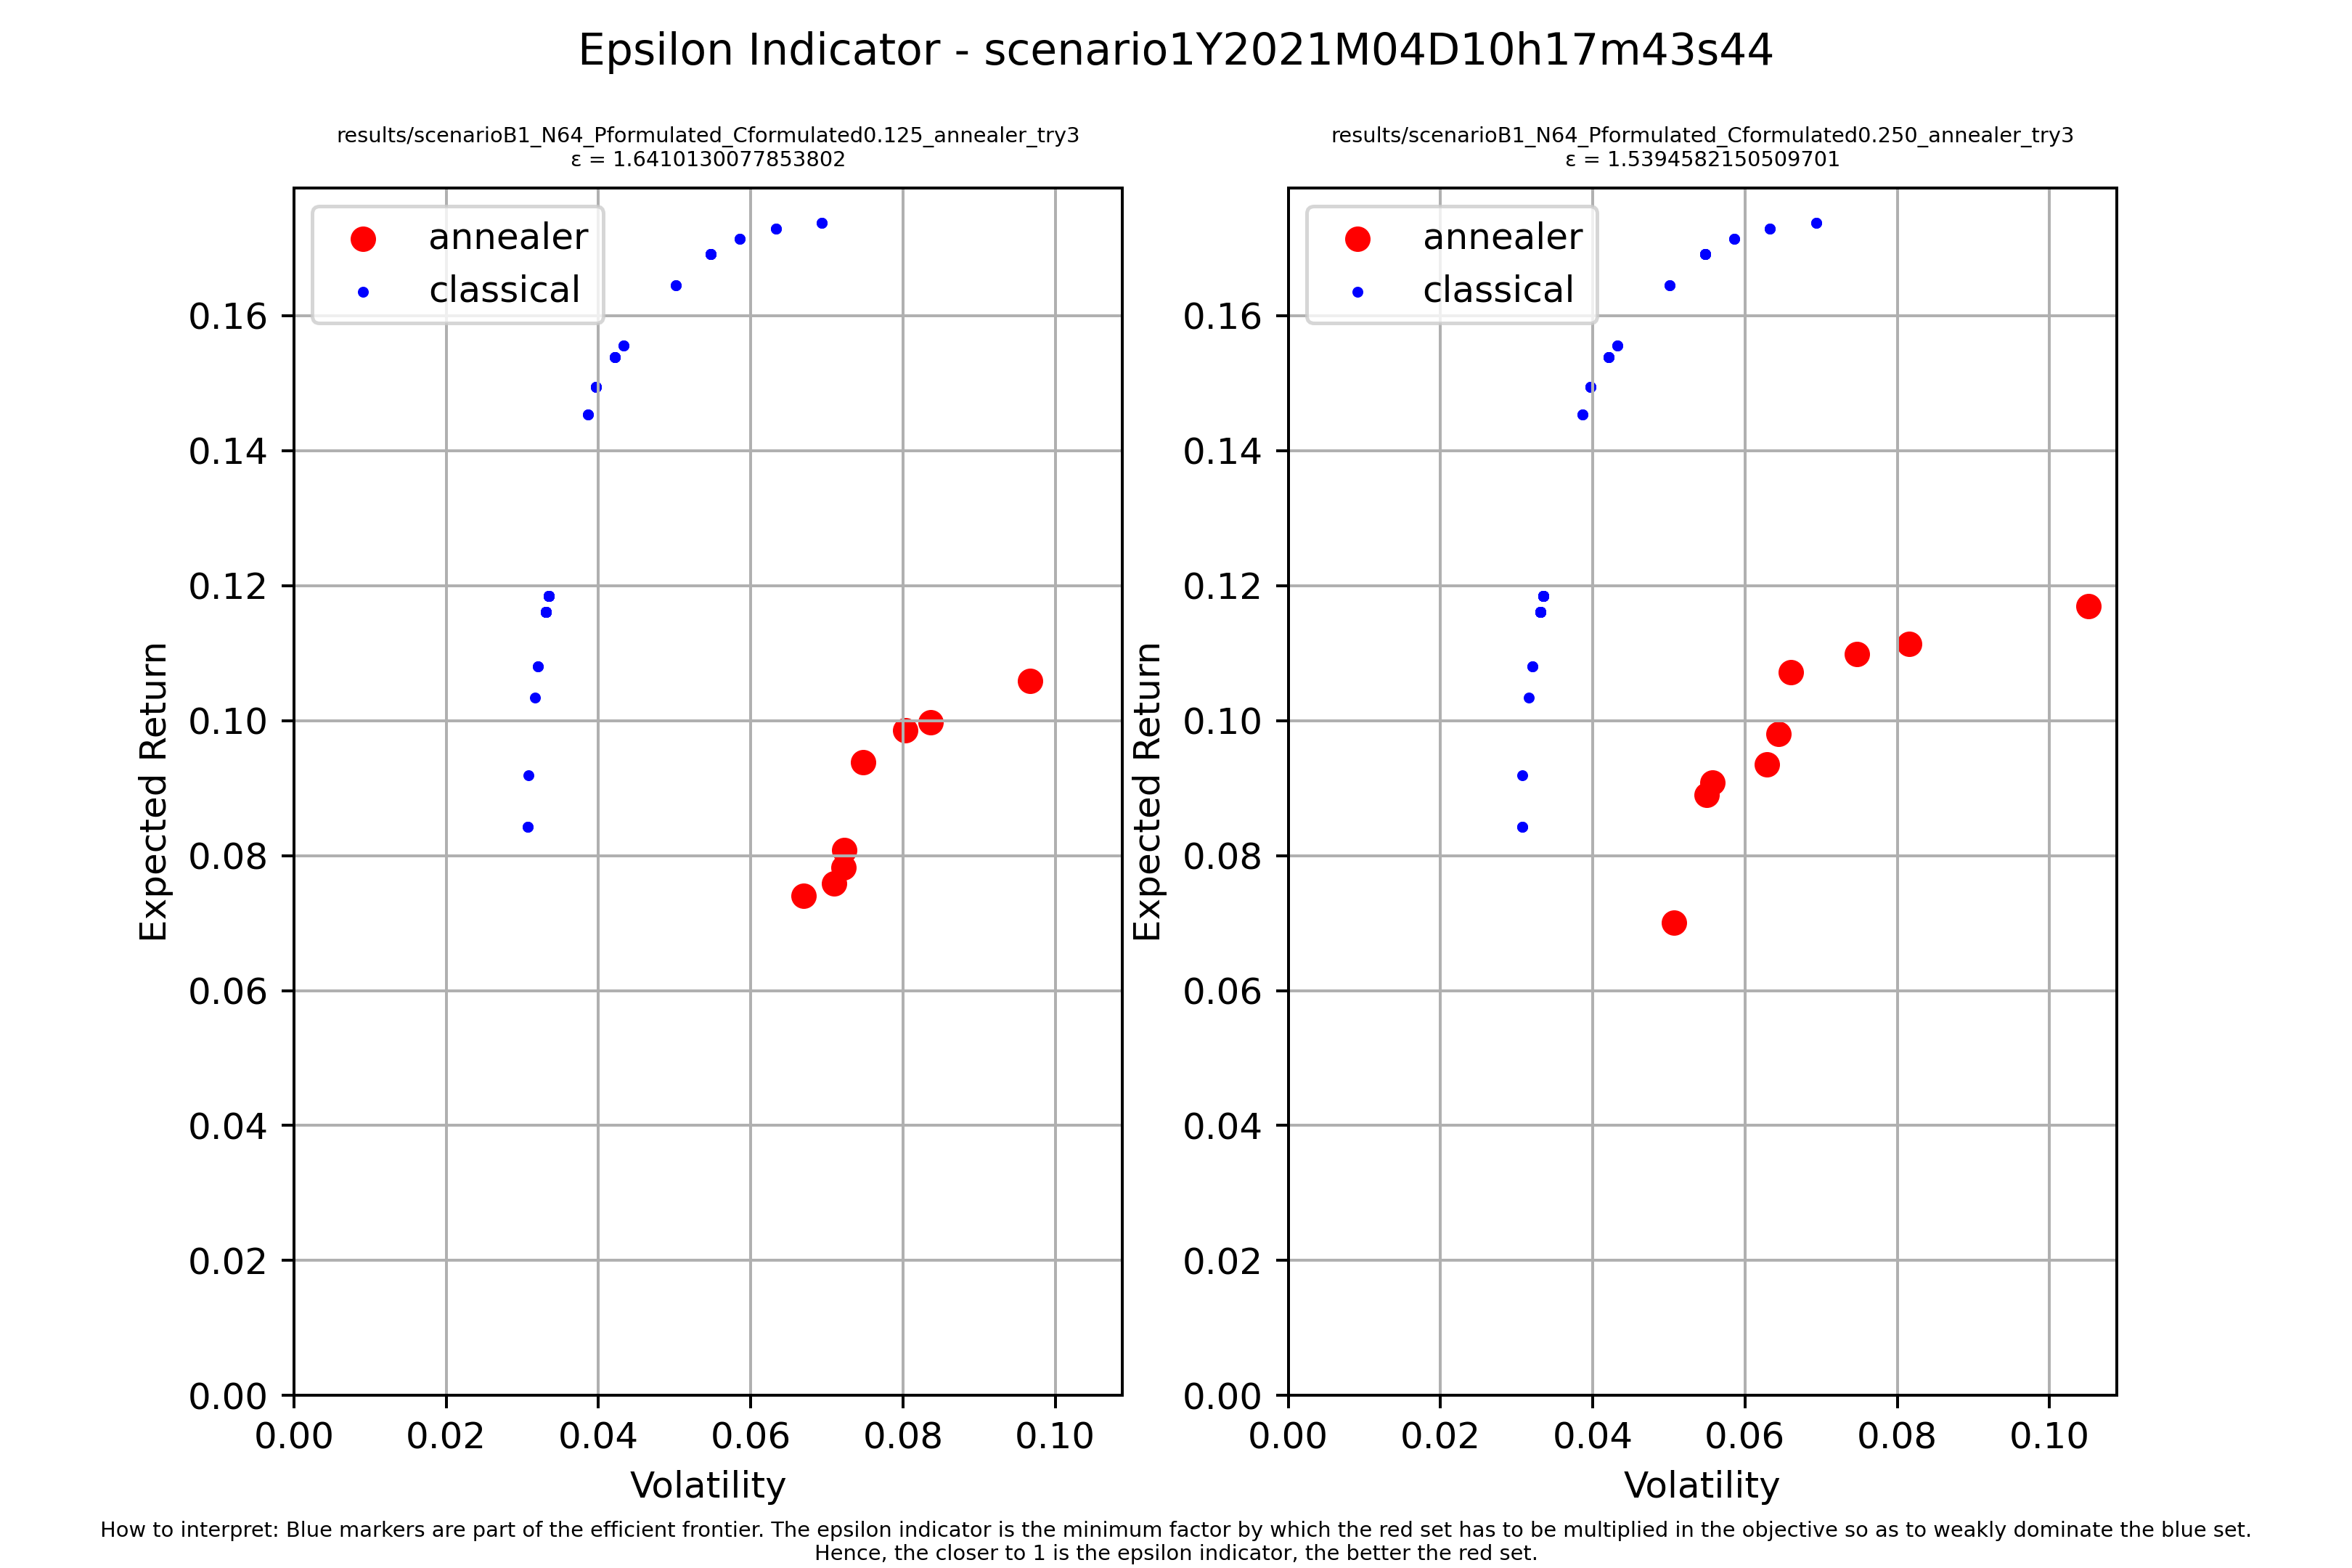 Epsilon Indicator - scenario1Y2021M04D10h17m43s44
results/scenarioB1_N64_Pformulated_Cformulated0.125_annealer_try3
ε = 1.6410130077853802
annealer
classical
0.16
0.14
0.12
0.10
0.08
0.06
0.04
0.02
0.00
Expected Return
0.00 0.02 0.04 0.06 0.08 0.10
Volatility
results/scenarioB1_N64_Pformulated_Cformulated0.250_annealer_try3
ε = 1.5394582150509701
annealer
classical
0.16
0.14
0.12
0.10
0.08
0.06
0.04
0.02
0.00
Expected Return
0.00 0.02 0.04 0.06 0.08 0.10
Volatility
How to interpret: Blue markers are part of the efficient frontier. The epsilon indicator is the minimum factor by which the red set has to be multiplied in the objective so as to weakly dominate the blue set.
Hence, the closer to 1 is the epsilon indicator, the better the red set.